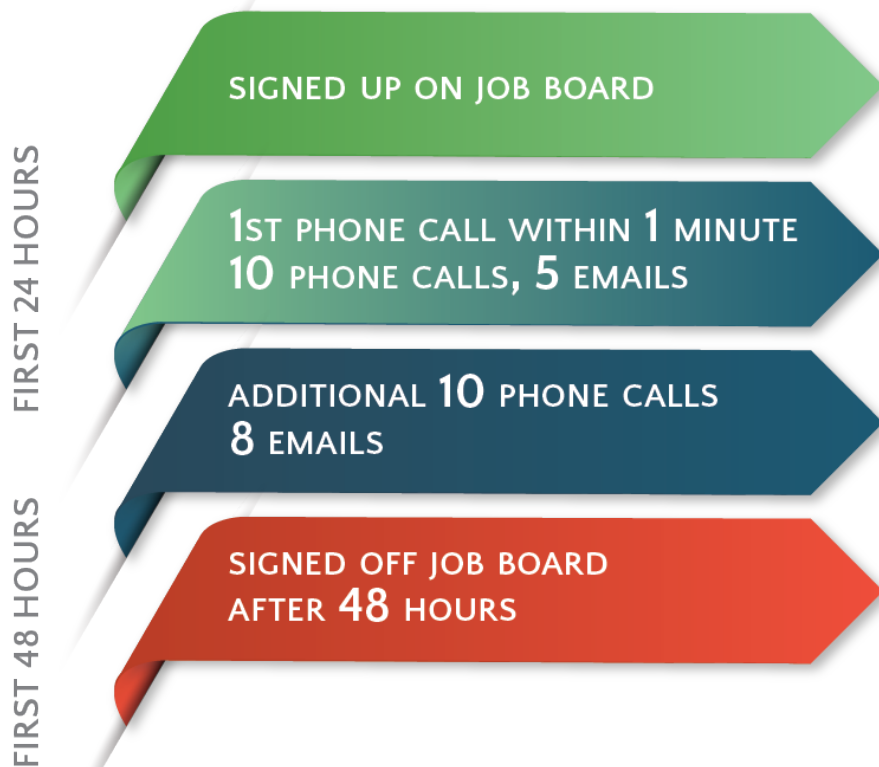 FIRST 24 HOURS
SIGNED UP ON JOB BOARD
1ST PHONE CALL WITHIN 1 MINUTE
10 PHONE CALLS, 5 EMAILS
FIRST 48 HOURS
ADDITIONAL 10 PHONE CALLS
8 EMAILS
SIGNED OFF JOB BOARD
AFTER 48 HOURS